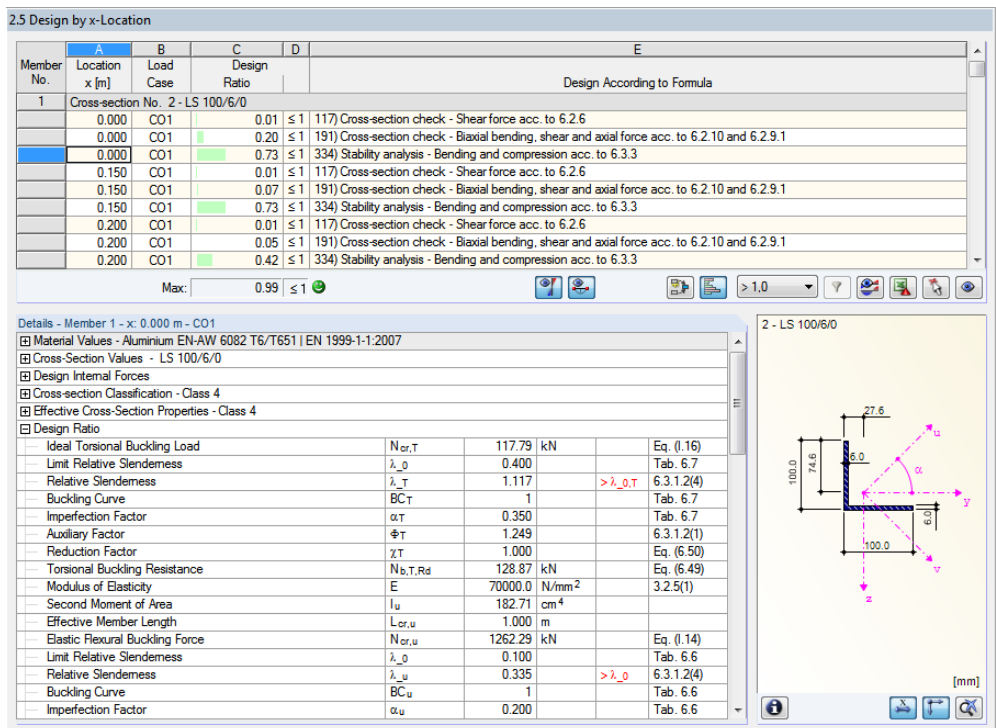 2.5 Design by x-Location
A B C D E
Member Location Load Design
No. x [m] Case Ratio Design According to Formula
1 Cross-section No. 2 - LS 100/6/0
0.000 CO1 0.01 ≤ 1 117) Cross-section check - Shear force acc. to 6.2.6
0.000 CO1 0.20 ≤ 1 191) Cross-section check - Biaxial bending, shear and axial force acc. to 6.2.10 and 6.2.9.1
0.000 CO1 0.73 ≤ 1 334) Stability analysis - Bending and compression acc. to 6.3.3
0.150 CO1 0.01 ≤ 1 117) Cross-section check - Shear force acc. to 6.2.6
0.150 CO1 0.07 ≤ 1 191) Cross-section check - Biaxial bending, shear and axial force acc. to 6.2.10 and 6.2.9.1
0.150 CO1 0.73 ≤ 1 334) Stability analysis - Bending and compression acc. to 6.3.3
0.200 CO1 0.01 ≤ 1 117) Cross-section check - Shear force acc. to 6.2.6
0.200 CO1 0.05 ≤ 1 191) Cross-section check - Biaxial bending, shear and axial force acc. to 6.2.10 and 6.2.9.1
0.200 CO1 0.42 ≤ 1 334) Stability analysis - Bending and compression acc. to 6.3.3
Max: 0.99 ≤ 1 > 1,0
Details - Member 1 - x: 0.000 m - CO1
Material Values - Aluminium EN-AW 6082 T6/T651 | EN 1999-1-1:2007
Cross-Section Values - LS 100/6/0
Design Internal Forces
Cross-section Classification - Class 4
Effective Cross-Section Properties - Class 4
Design Ratio
Ideal Torsional Buckling Load Ncr,T 117.79 kN Eq. (I.16)
Limit Relative Slenderness λ_0 0.400 Tab. 6.7
Relative Slenderness λ_T 1.117 > λ_0,T 6.3.1.2(4)
Buckling Curve BCT 1 Tab. 6.7
Imperfection Factor αT 0.350 Tab. 6.7
Auxiliary Factor ΦT 1.249 6.3.1.2(1)
Reduction Factor χT 1.000 Eq. (6.50)
Torsional Buckling Resistance Nb,T,Rd 128.87 kN Eq. (6.49)
Modulus of Elasticity E 70000.0 N/mm2 3.2.5(1)
Second Moment of Area Iu 182.71 cm4
Effective Member Length Lcr,u 1.000 m
Elastic Flexural Buckling Force Ncr,u 1262.29 kN Eq. (I.14)
Limit Relative Slenderness λ_0 0.100 Tab. 6.6
Relative Slenderness λ_u 0.335 > λ_0 6.3.1.2(4)
Buckling Curve BCu 1 Tab. 6.6
Imperfection Factor αu 0.200 Tab. 6.6
2 - LS 100/6/0
27.6
u
100.0
74.6
6.0
α
y
6.0
100.0
v
z
[mm]